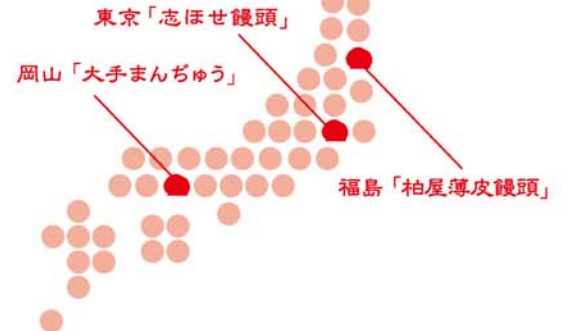 東京「志ほせ饅頭」
岡山「大手まんぢゅう」
福島「柏屋薄皮饅頭」